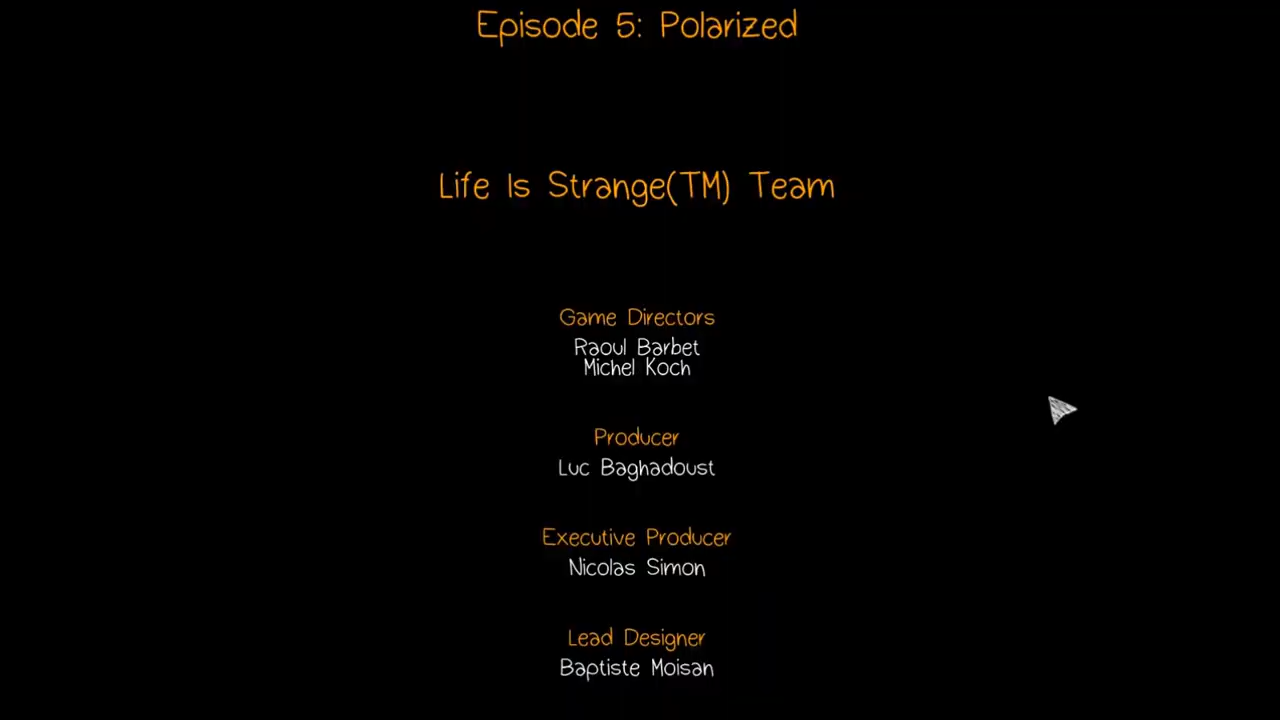 Episode 5: Polarized
Life Is Strange(TM) Team
Game Directors
Raoul Barbet
Michel Koch
Producer
Luc Baghadoust
Executive Producer
Nicolas Simon
Lead Designer
Baptiste Moisan